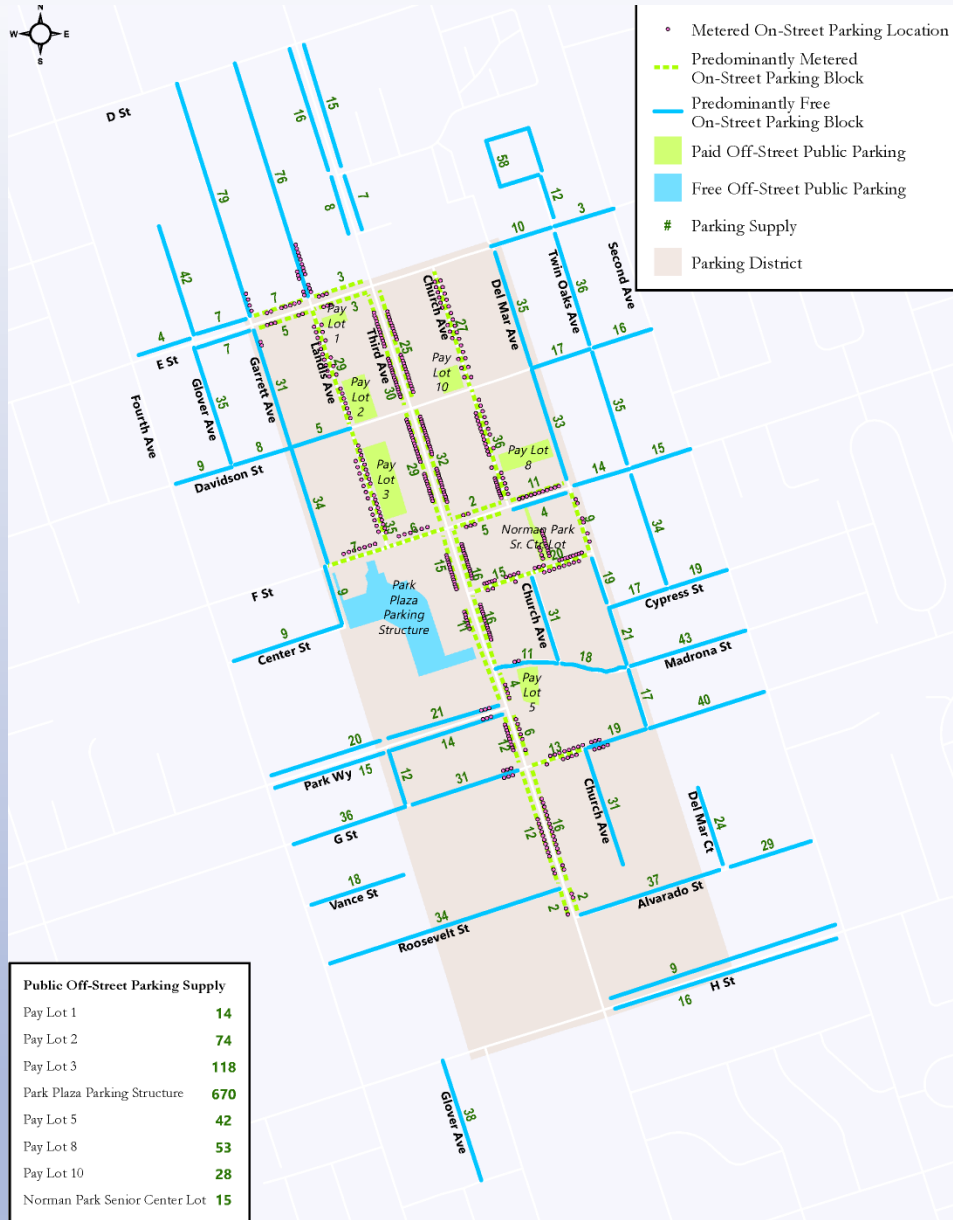 N
W E
S
Metered On-Street Parking Location
Predominantly Metered
On-Street Parking Block
Predominantly Free
On-Street Parking Block
Paid Off-Street Public Parking
Free Off-Street Public Parking
# Parking Supply
Parking District
D St
15
16
76
79
8
7
58
12
3
10
42
7
3
3
7
5
4
7
E St
Pay
Lot
1
Church Ave
Del Mar Ave
Twin Oaks Ave
Second Ave
35
36
16
17
27
25
Third Ave
30
Landis Ave
29
Pay
Lot
2
Pay
Lot
10
31
Garrett Ave
Glover Ave
35
Fourth Ave
5
8
9
Davidson St
33
35
15
14
36
Pay Lot
8
32
29
Pay
Lot
3
34
35
11
2
4
5
6
7
9
Norman Park
Sr. Ctr Lot
20
15
16
15
34
19
17
Cypress St
19
F St
9
Park
Plaza
Parking
Structure
9
Center St
11
16
Church Ave
31
21
43
Madrona St
11
18
4
Pay
Lot
5
17
40
21
20
14
15
Park Wy
12
6
12
13
19
31
36
G St
Church Ave
31
Del Mar Ct
24
29
12
16
18
Vance St
37
Alvarado St
2
2
34
Roosevelt St
9
16
H St
Glover Ave
38
Public Off-Street Parking Supply
Pay Lot 1 14
Pay Lot 2 74
Pay Lot 3 118
Park Plaza Parking Structure 670
Pay Lot 5 42
Pay Lot 8 53
Pay Lot 10 28
Norman Park Senior Center Lot 15